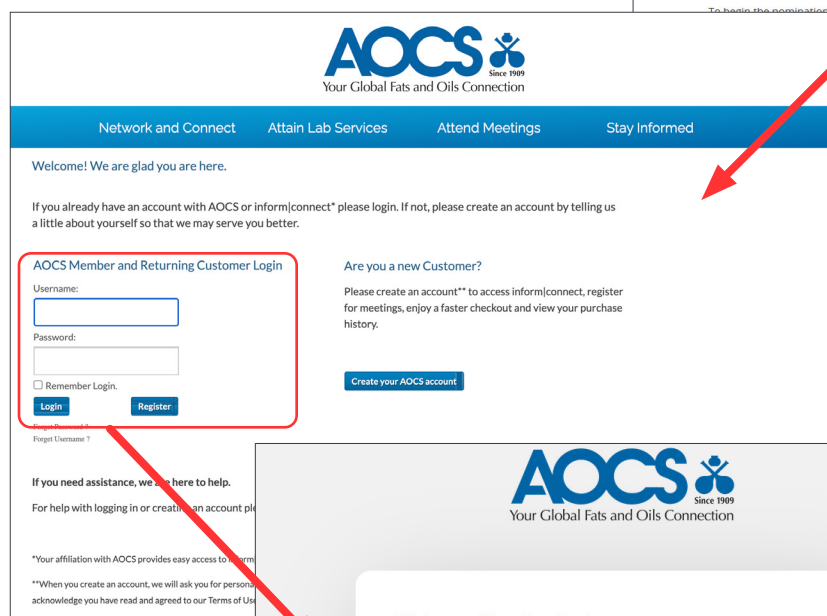 To begin the nomination
AOCS
Since 1909
Your Global Fats and Oils Connection
Network and Connect Attain Lab Services Attend Meetings Stay Informed
Welcome! We are glad you are here.
If you already have an account with AOCS or inform|connect* please login. If not, please create an account by telling us
a little about yourself so that we may serve you better.
AOCS Member and Returning Customer Login
Username:
Password:
Remember Login.
Login Register
Forget Password ?
Forget Username ?
Are you a new Customer?
Please create an account** to access inform|connect, register
for meetings, enjoy a faster checkout and view your purchase
history.
Create your AOCS account
If you need assistance, we are here to help.
For help with logging in or creating an account
*Your affiliation with AOCS provides easy access to
**When you create an account, we will ask you for
acknowledge you have read and agreed to our Terms of
AOCS
Since 1909
Your Global Fats and Oils Connection